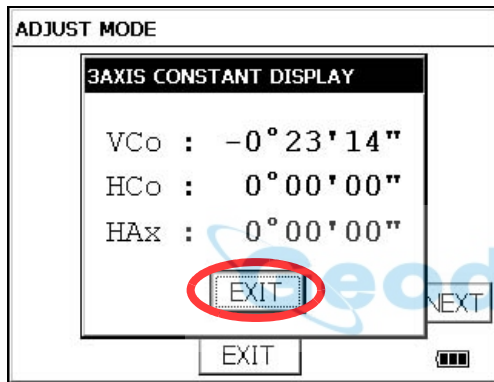 ADJUST MODE
3AXIS CONSTANT DISPLAY
VCo : -0°23'14"
HCo : 0°00'00"
HAx : 0°00'00"
EXIT
NEXT
EXIT
Geod